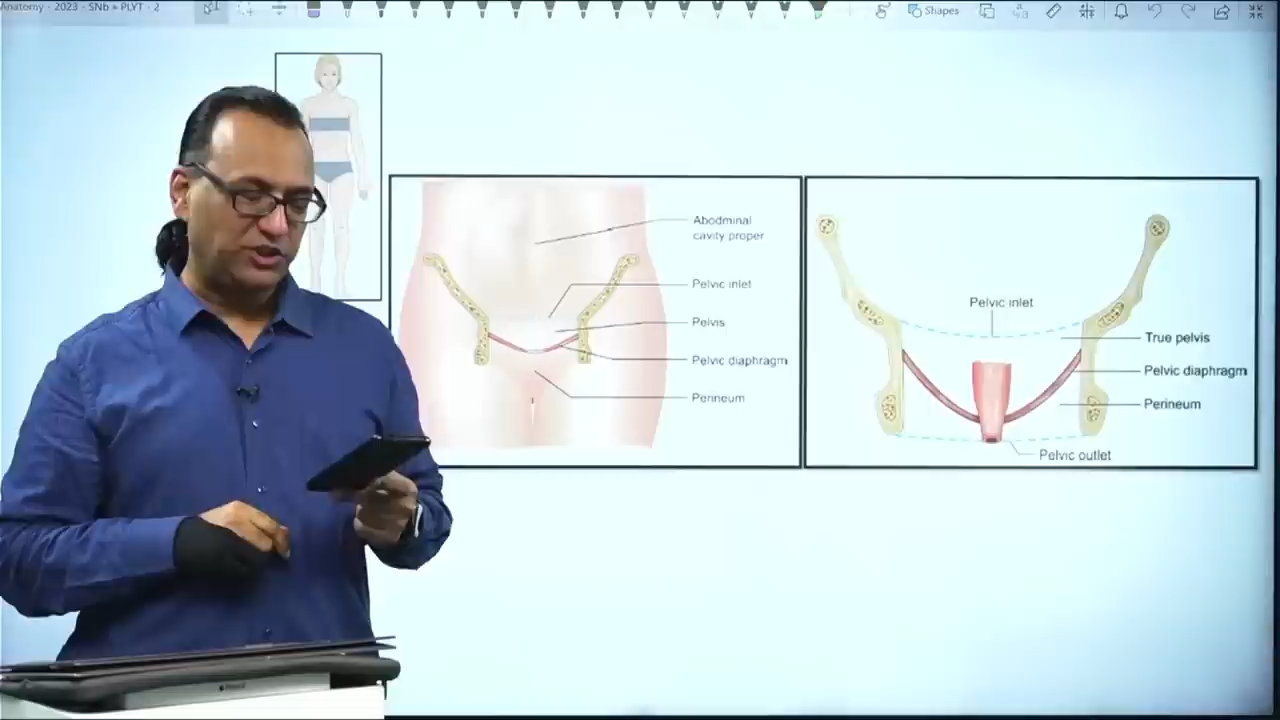 Anatomy - 2023 - SNb » PLYT - 2
Shapes
Abodminal
cavity proper
Pelvic inlet
Pelvis
Pelvic diaphragm
Perineum
Pelvic inlet
True pelvis
Pelvic diaphragm
Perineum
Pelvic outlet